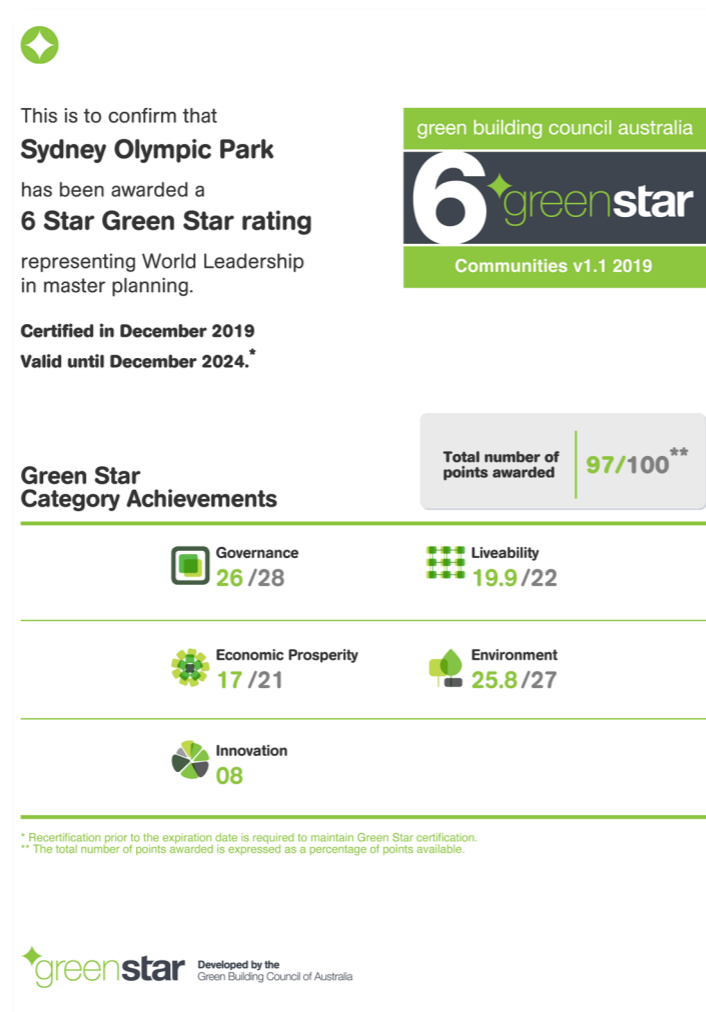 This is to confirm that
Sydney Olympic Park
has been awarded a
6 Star Green Star rating
representing World Leadership
in master planning.
Certified in December 2019
Valid until December 2024.*
green building council australia
6 greenstar
Communities v1.1 2019
Total number of
points awarded
97/100**
Green Star
Category Achievements
Governance
26 /28
Liveability
19.9 /22
Economic Prosperity
17 /21
Environment
25.8 /27
Innovation
08
* Recertification prior to the expiration date is required to maintain Green Star certification.
** The total number of points awarded is expressed as a percentage of points available.
greenstar
Developed by the
Green Building Council of Australia